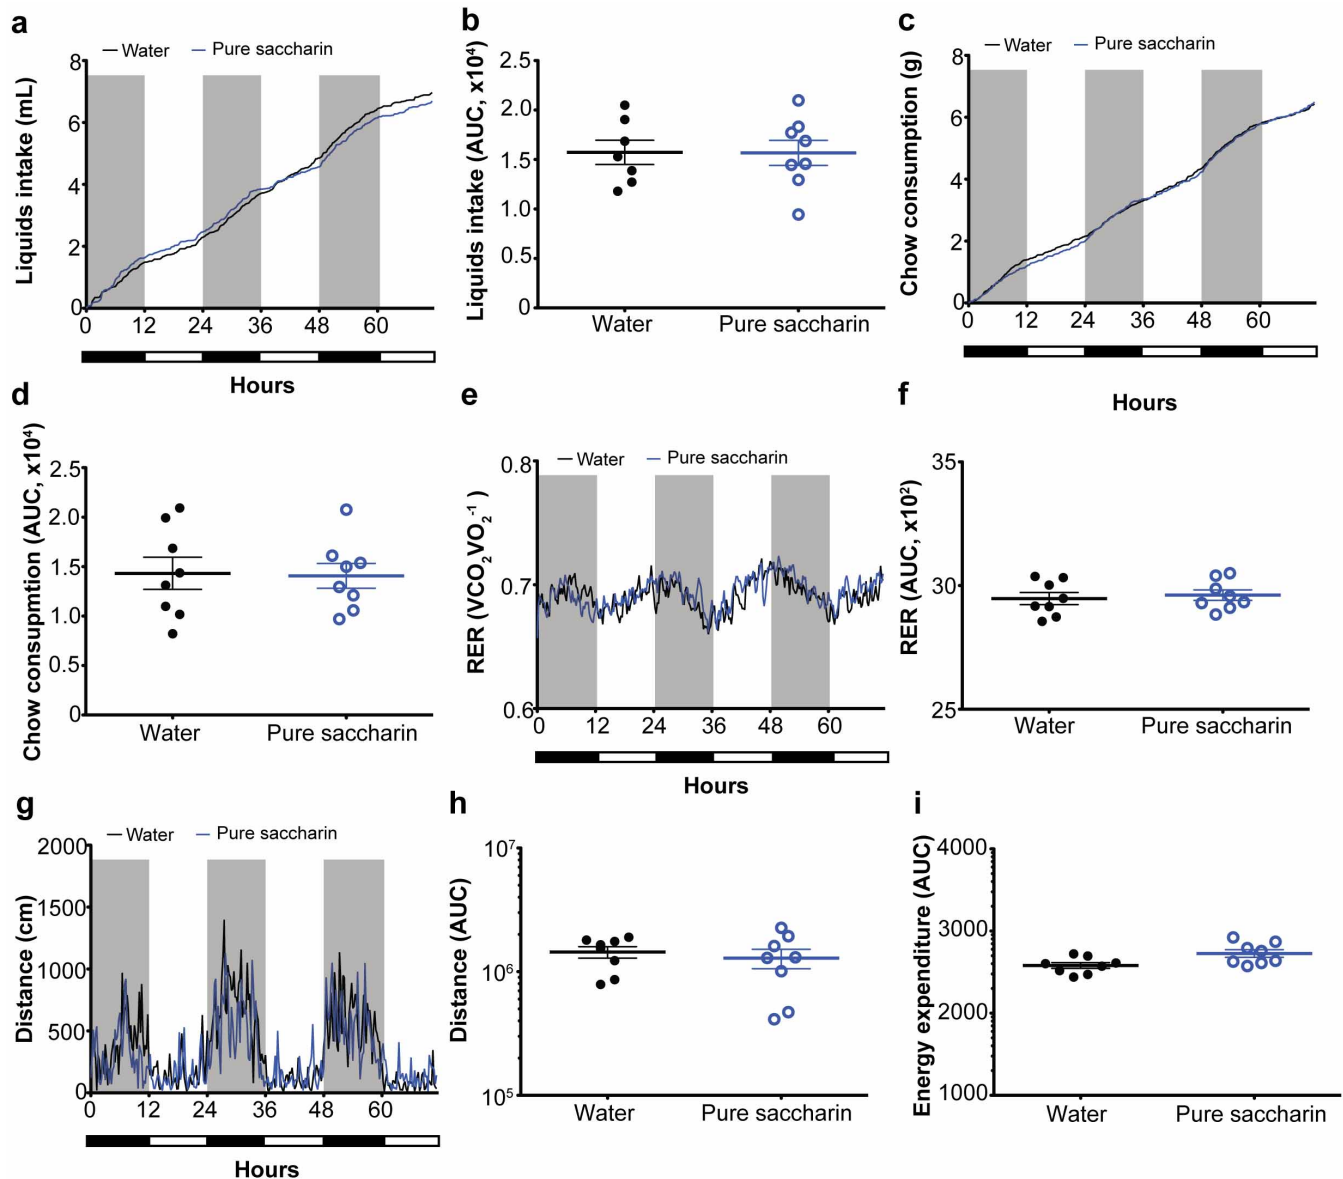 a
Water Pure saccharin
Liquids intake (mL)
8
6
4
2
0
0 12 24 36 48 60
Hours
b
Liquids intake (AUC, x10⁴)
2.5
2.0
1.5
1.0
0.5
0
Water Pure saccharin
c
Water Pure saccharin
Chow consumption (g)
8
6
4
2
0
0 12 24 36 48 60
Hours
d
Chow consupmtion (AUC, x10⁴)
2.5
2.0
1.5
1.0
0.5
0
Water Pure saccharin
e
Water Pure saccharin
RER (VCO₂VO₂⁻¹ )
0.8
0.7
0.6
0 12 24 36 48 60
Hours
f
RER (AUC, x10²)
35
30
25
Water Pure saccharin
g
Water Pure saccharin
Distance (cm)
2000
1500
1000
500
0
0 12 24 36 48 60
Hours
h
Distance (AUC)
10⁷
10⁶
10⁵
Water Pure saccharin
i
Energy expenditure (AUC)
4000
3000
2000
1000
Water Pure saccharin